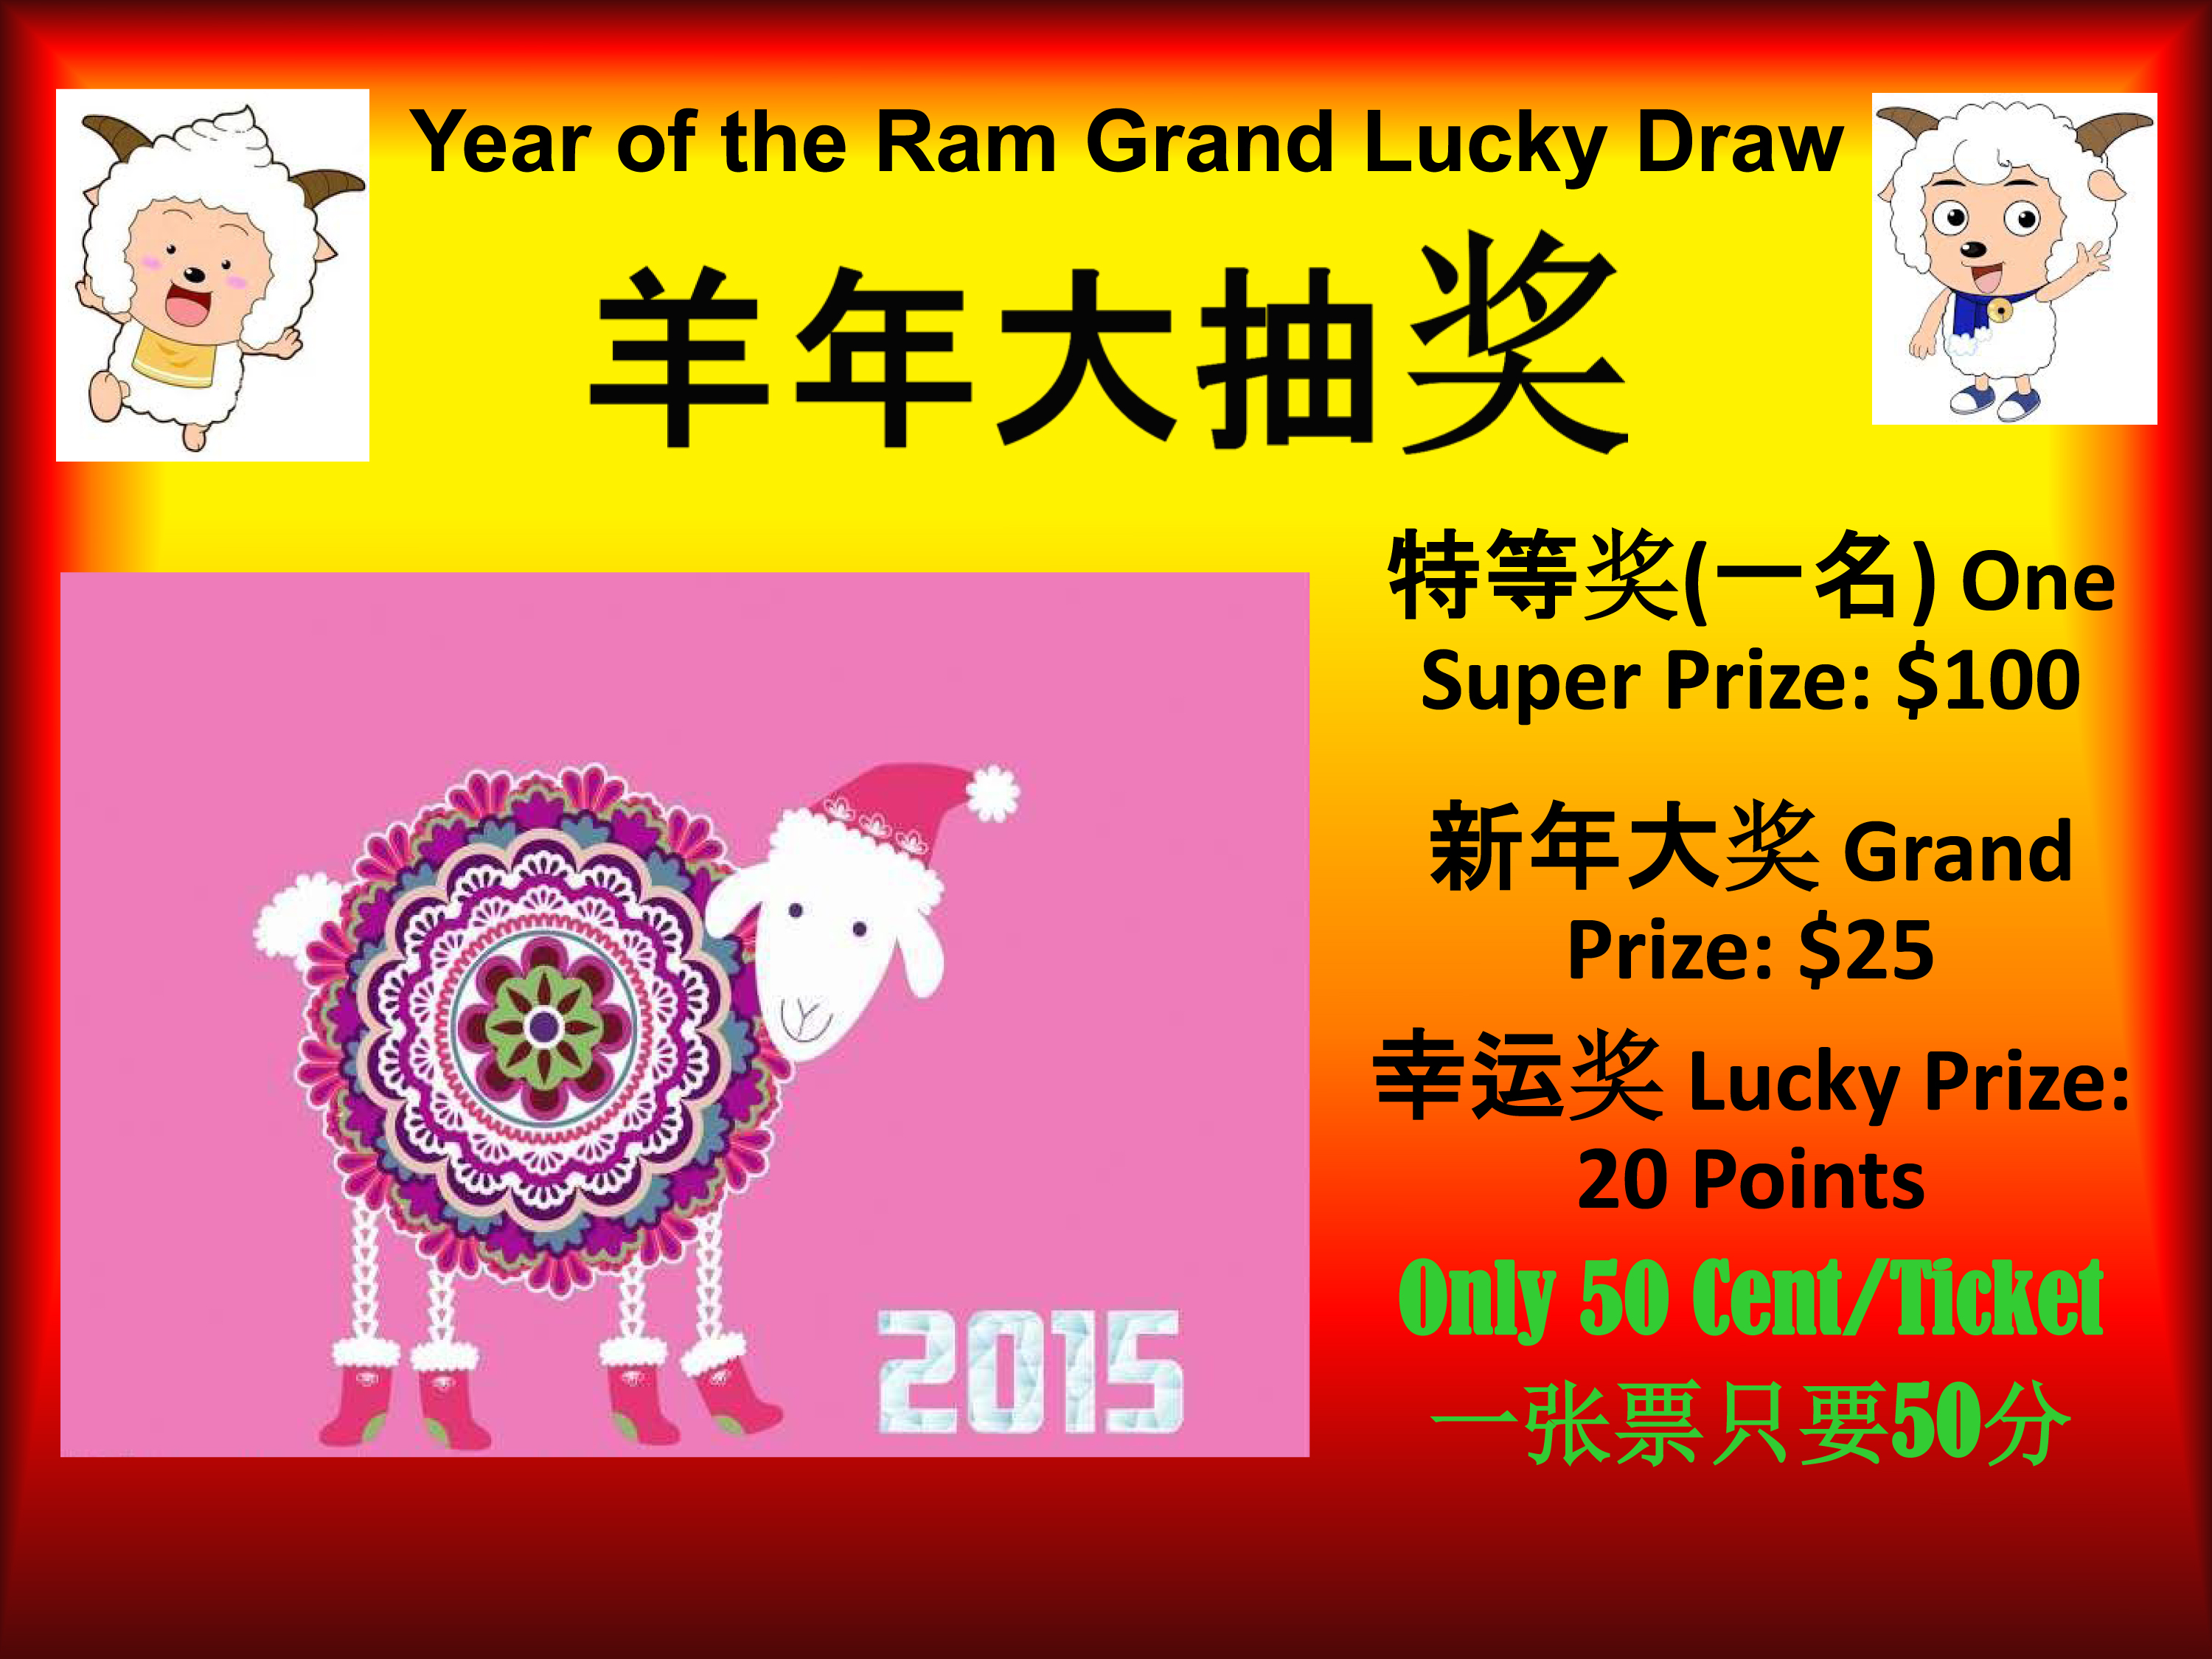 Year of the Ram Grand Lucky Draw
羊年大抽奖
特等奖(一名) One
Super Prize: $100
新年大奖 Grand
Prize: $25
幸运奖 Lucky Prize:
20 Points
Only 50 Cent/Ticket
一张票只要50分
2015